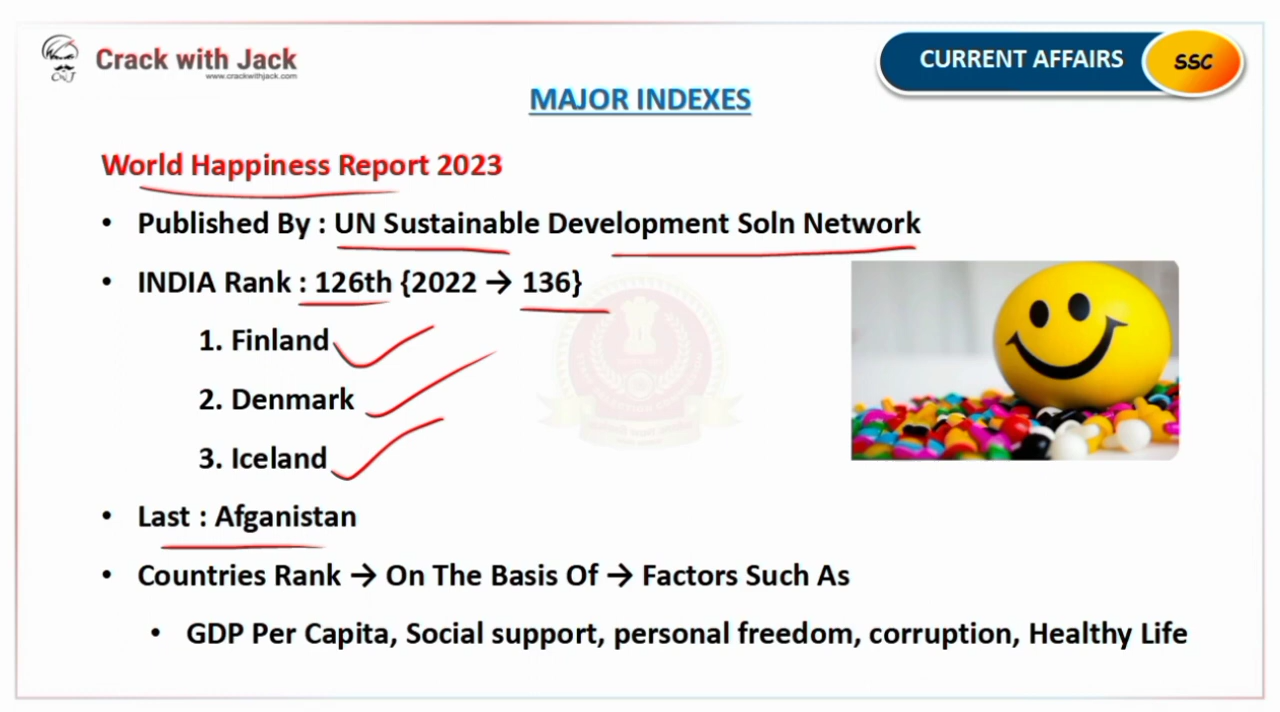 Crack with Jack
www.crackwithjack.com
CURRENT AFFAIRS
SSC
MAJOR INDEXES
World Happiness Report 2023
• Published By : UN Sustainable Development Soln Network
• INDIA Rank : 126th {2022 → 136}
1. Finland
2. Denmark
3. Iceland
• Last : Afganistan
• Countries Rank → On The Basis Of → Factors Such As
• GDP Per Capita, Social support, personal freedom, corruption, Healthy Life